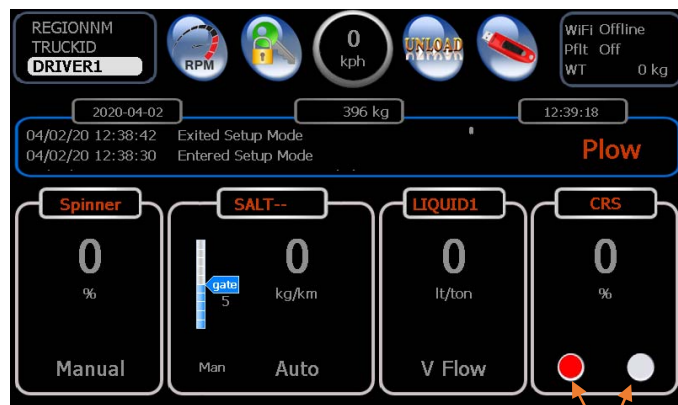 REGIONNM
TRUCKID
DRIVER1
RPM
0
kph
UNLOAD
WiFi Offline
Pflt Off
WT 0 kg
2020-04-02
396 kg
12:39:18
04/02/20 12:38:42 Exited Setup Mode
04/02/20 12:38:30 Entered Setup Mode
Plow
Spinner
0
%
Manual
SALT--
gate
5
0
kg/km
Man Auto
LIQUID1
0
lt/ton
V Flow
CRS
0
%